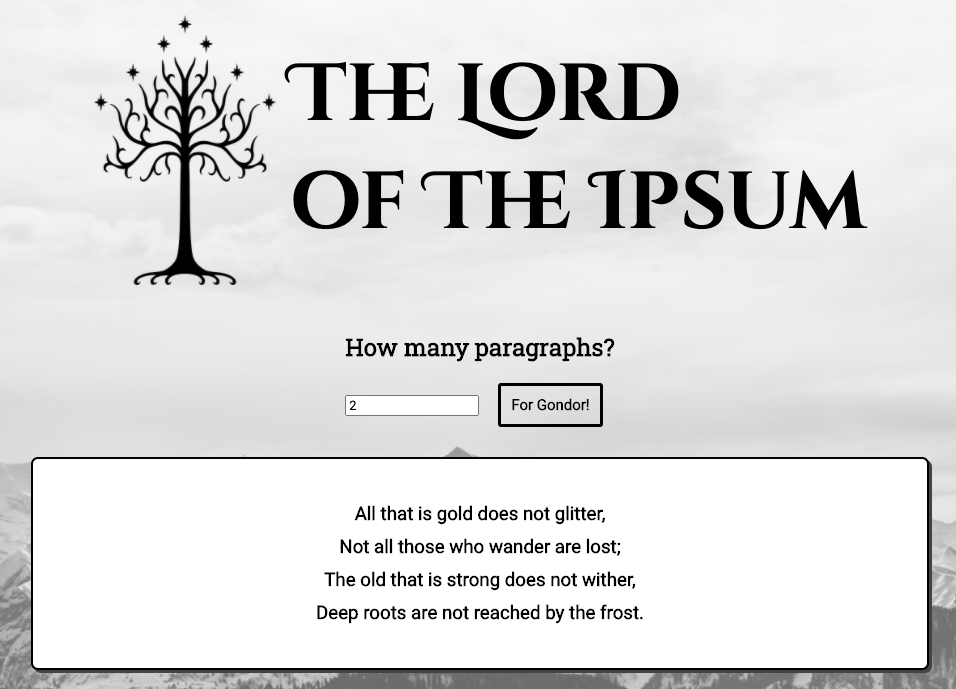 The Lord
of The Ipsum
How many paragraphs?
2
For Gondor!
All that is gold does not glitter,
Not all those who wander are lost;
The old that is strong does not wither,
Deep roots are not reached by the frost.